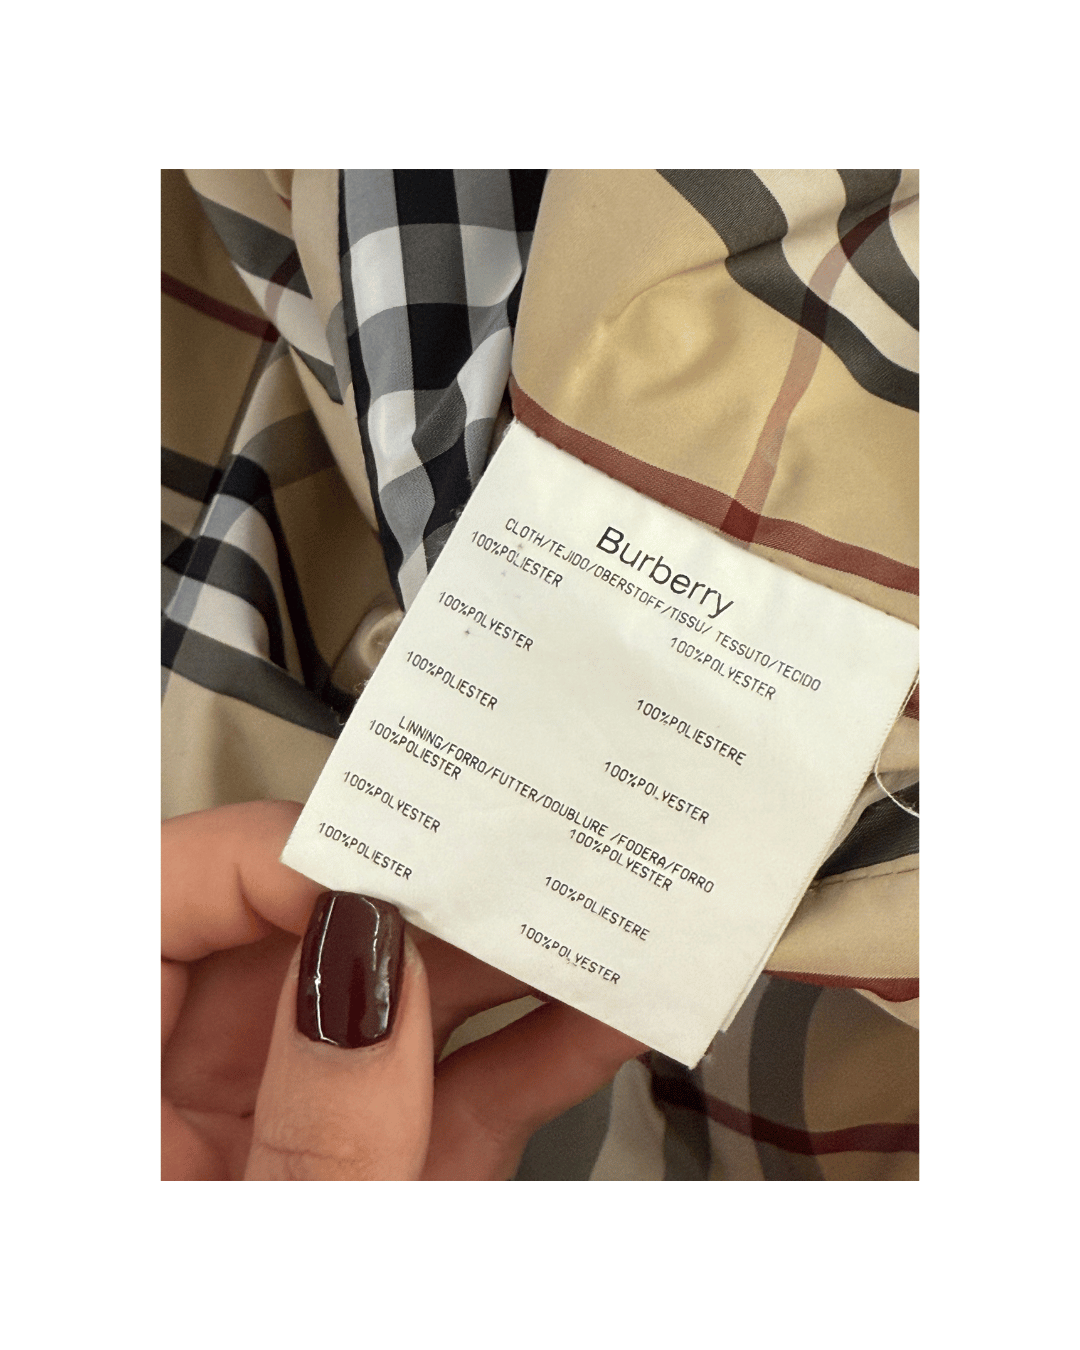 Burberry
CLOTH/TEJIDO/OBERSTOFF/TISSU/ TESSUTO/TECIDO
100%POLIESTER 100%POLYESTER
100%POLYESTER 100%POLIESTERE
100%POLIESTER 100%POLYESTER
LINNING/FORRO/FUTTER/DOUBLURE /FODERA/FORRO
100%POLIESTER 100%POLYESTER
100%POLYESTER 100%POLIESTERE
100%POLIESTER 100%POLYESTER